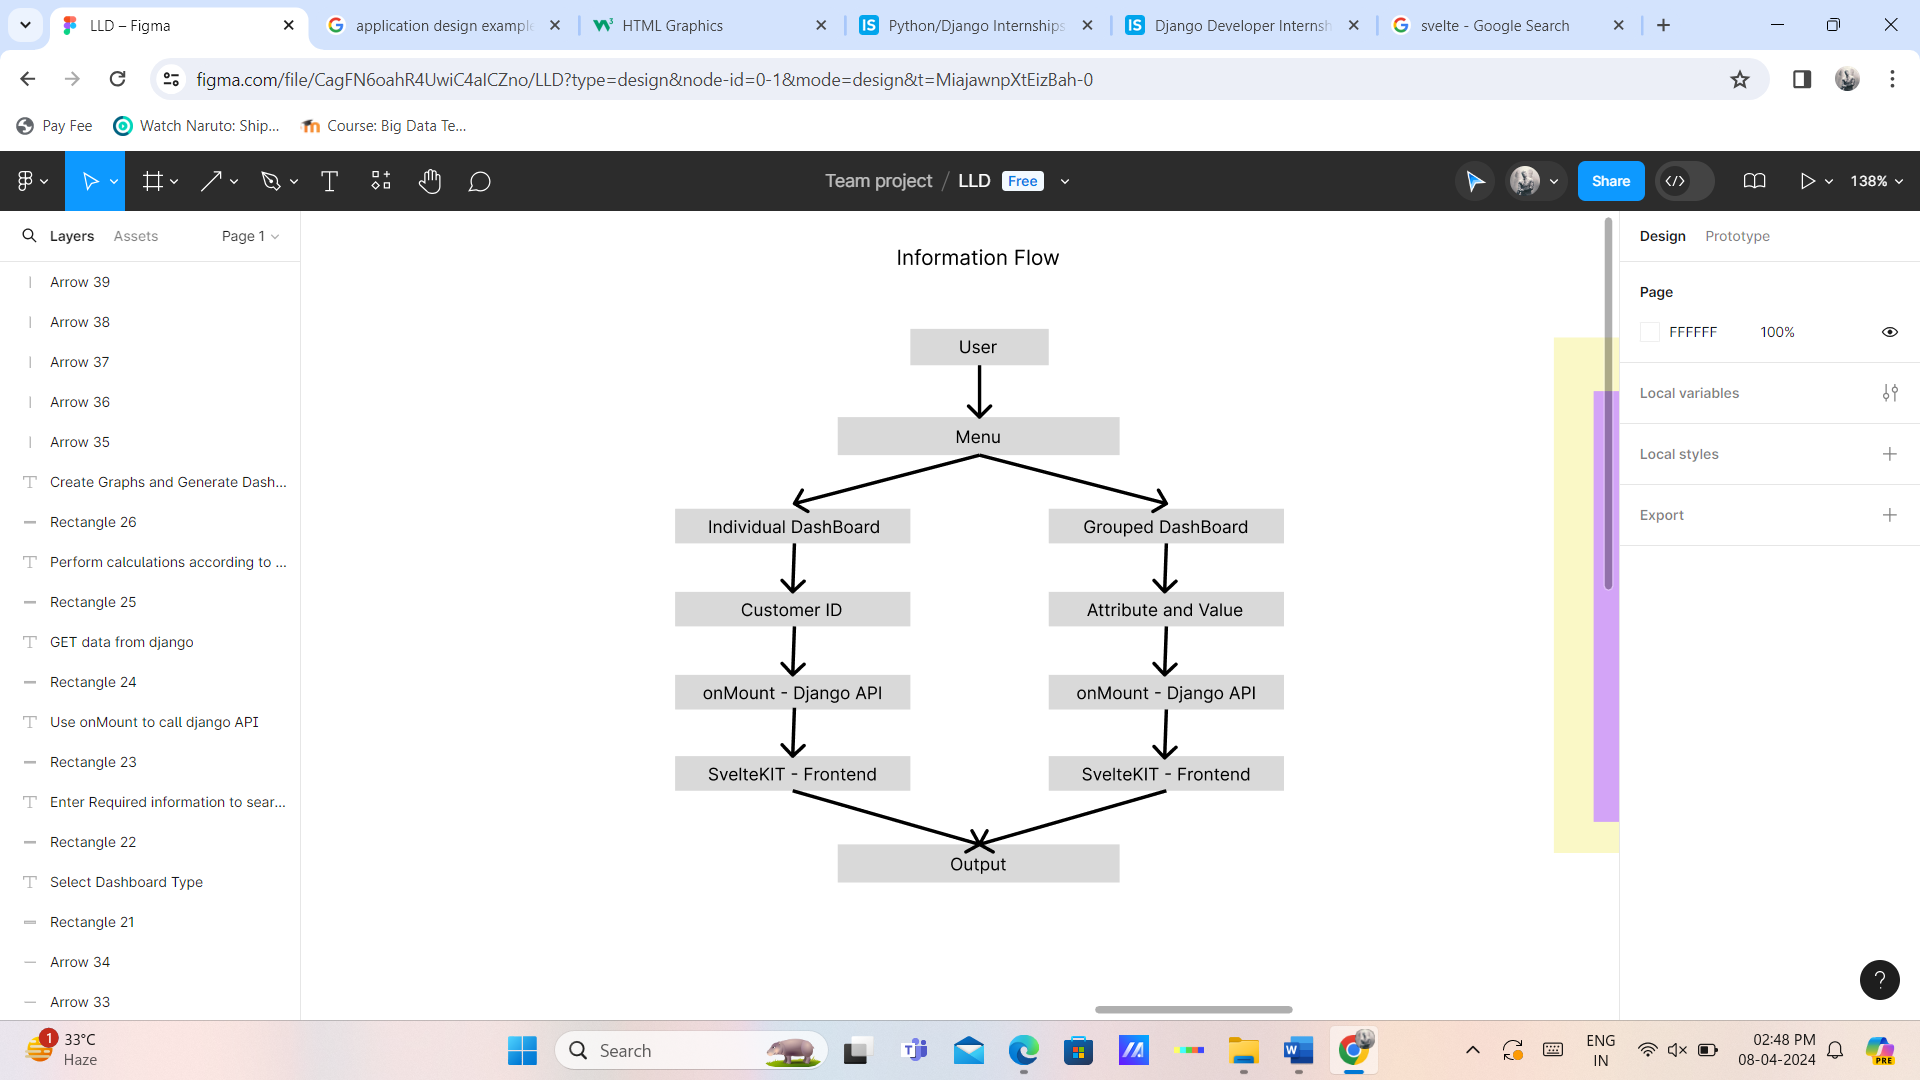 LLD – Figma
application design example
HTML Graphics
Python/Django Internships
Django Developer Internsh
svelte - Google Search
figma.com/file/CagFN6oahR4UwiC4aICZno/LLD?type=design&node-id=0-1&mode=design&t=MiajawnpXtEizBah-0
Pay Fee
Watch Naruto: Ship...
Course: Big Data Te...
Team project / LLD Free
Share
138%
Layers
Assets
Page 1
Arrow 39
Arrow 38
Arrow 37
Arrow 36
Arrow 35
Create Graphs and Generate Dash...
Rectangle 26
Perform calculations according to ...
Rectangle 25
GET data from django
Rectangle 24
Use onMount to call django API
Rectangle 23
Enter Required information to sear...
Rectangle 22
Select Dashboard Type
Rectangle 21
Arrow 34
Arrow 33
Information Flow
User
Menu
Individual DashBoard
Grouped DashBoard
Customer ID
Attribute and Value
onMount - Django API
onMount - Django API
SvelteKIT - Frontend
SvelteKIT - Frontend
Output
Design
Prototype
Page
FFFFFF
100%
Local variables
Local styles
Export
?
1
33°C
Haze
Search
ENG
IN
02:48 PM
08-04-2024
PRE